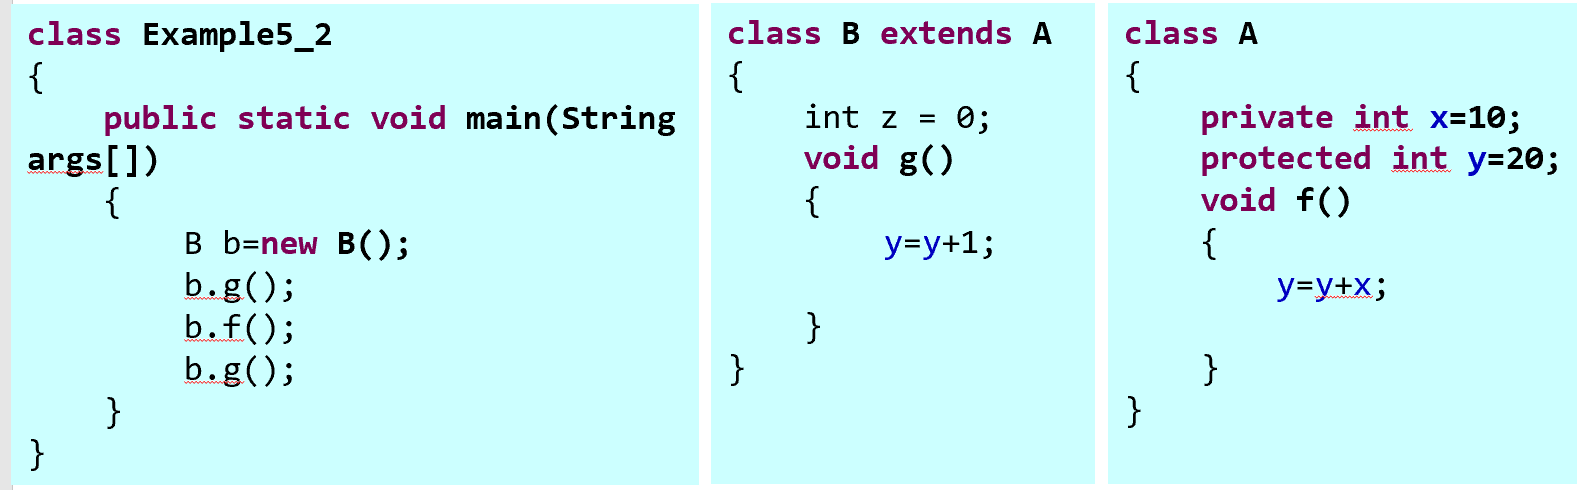 class Example5_2
{
public static void main(String
args[])
{
B b=new B();
b.g();
b.f();
b.g();
}
}
class B extends A
{
int z = 0;
void g()
{
y=y+1;
}
}
class A
{
private int x=10;
protected int y=20;
void f()
{
y=y+x;
}
}